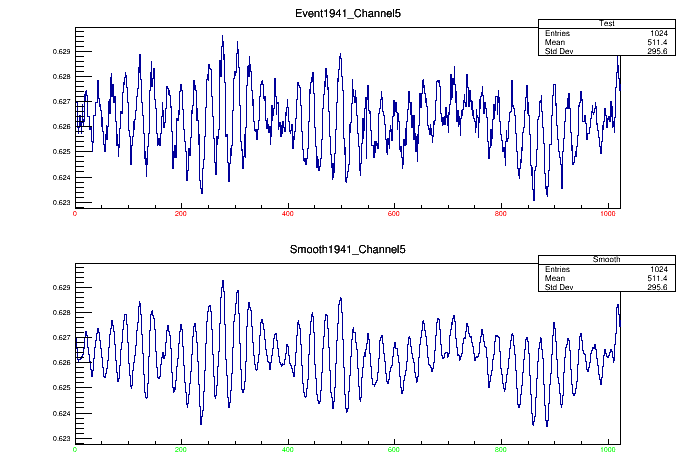 Event1941_Channel5
Test
Entries 1024
Mean 511.4
Std Dev 295.6
0.629
0.628
0.627
0.626
0.625
0.624
0.623
0 200 400 600 800 1000
Smooth1941_Channel5
Smooth
Entries 1024
Mean 511.4
Std Dev 295.6
0.629
0.628
0.627
0.626
0.625
0.624
0.623
0 200 400 600 800 1000